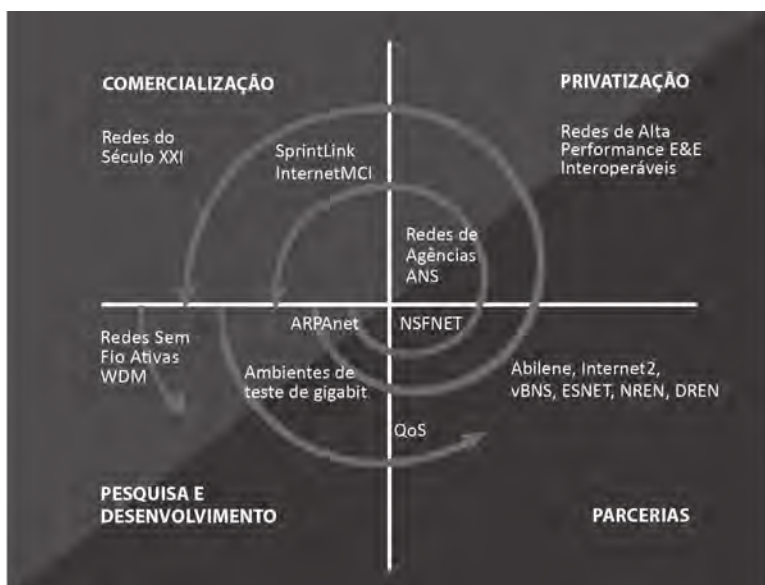 COMERCIALIZAÇÃO
PRIVATIZAÇÃO
Redes do
Século XXI
SprintLink
InternetMCI
Redes de Alta
Performance E&E
Interoperáveis
Redes de
Agências
ANS
ARPAnet
NSFNET
Redes Sem
Fio Ativas
WDM
Ambientes de
teste de gigabit
Abilene, Internet2,
vBNS, ESNET, NREN, DREN
QoS
PESQUISA E
DESENVOLVIMENTO
PARCERIAS